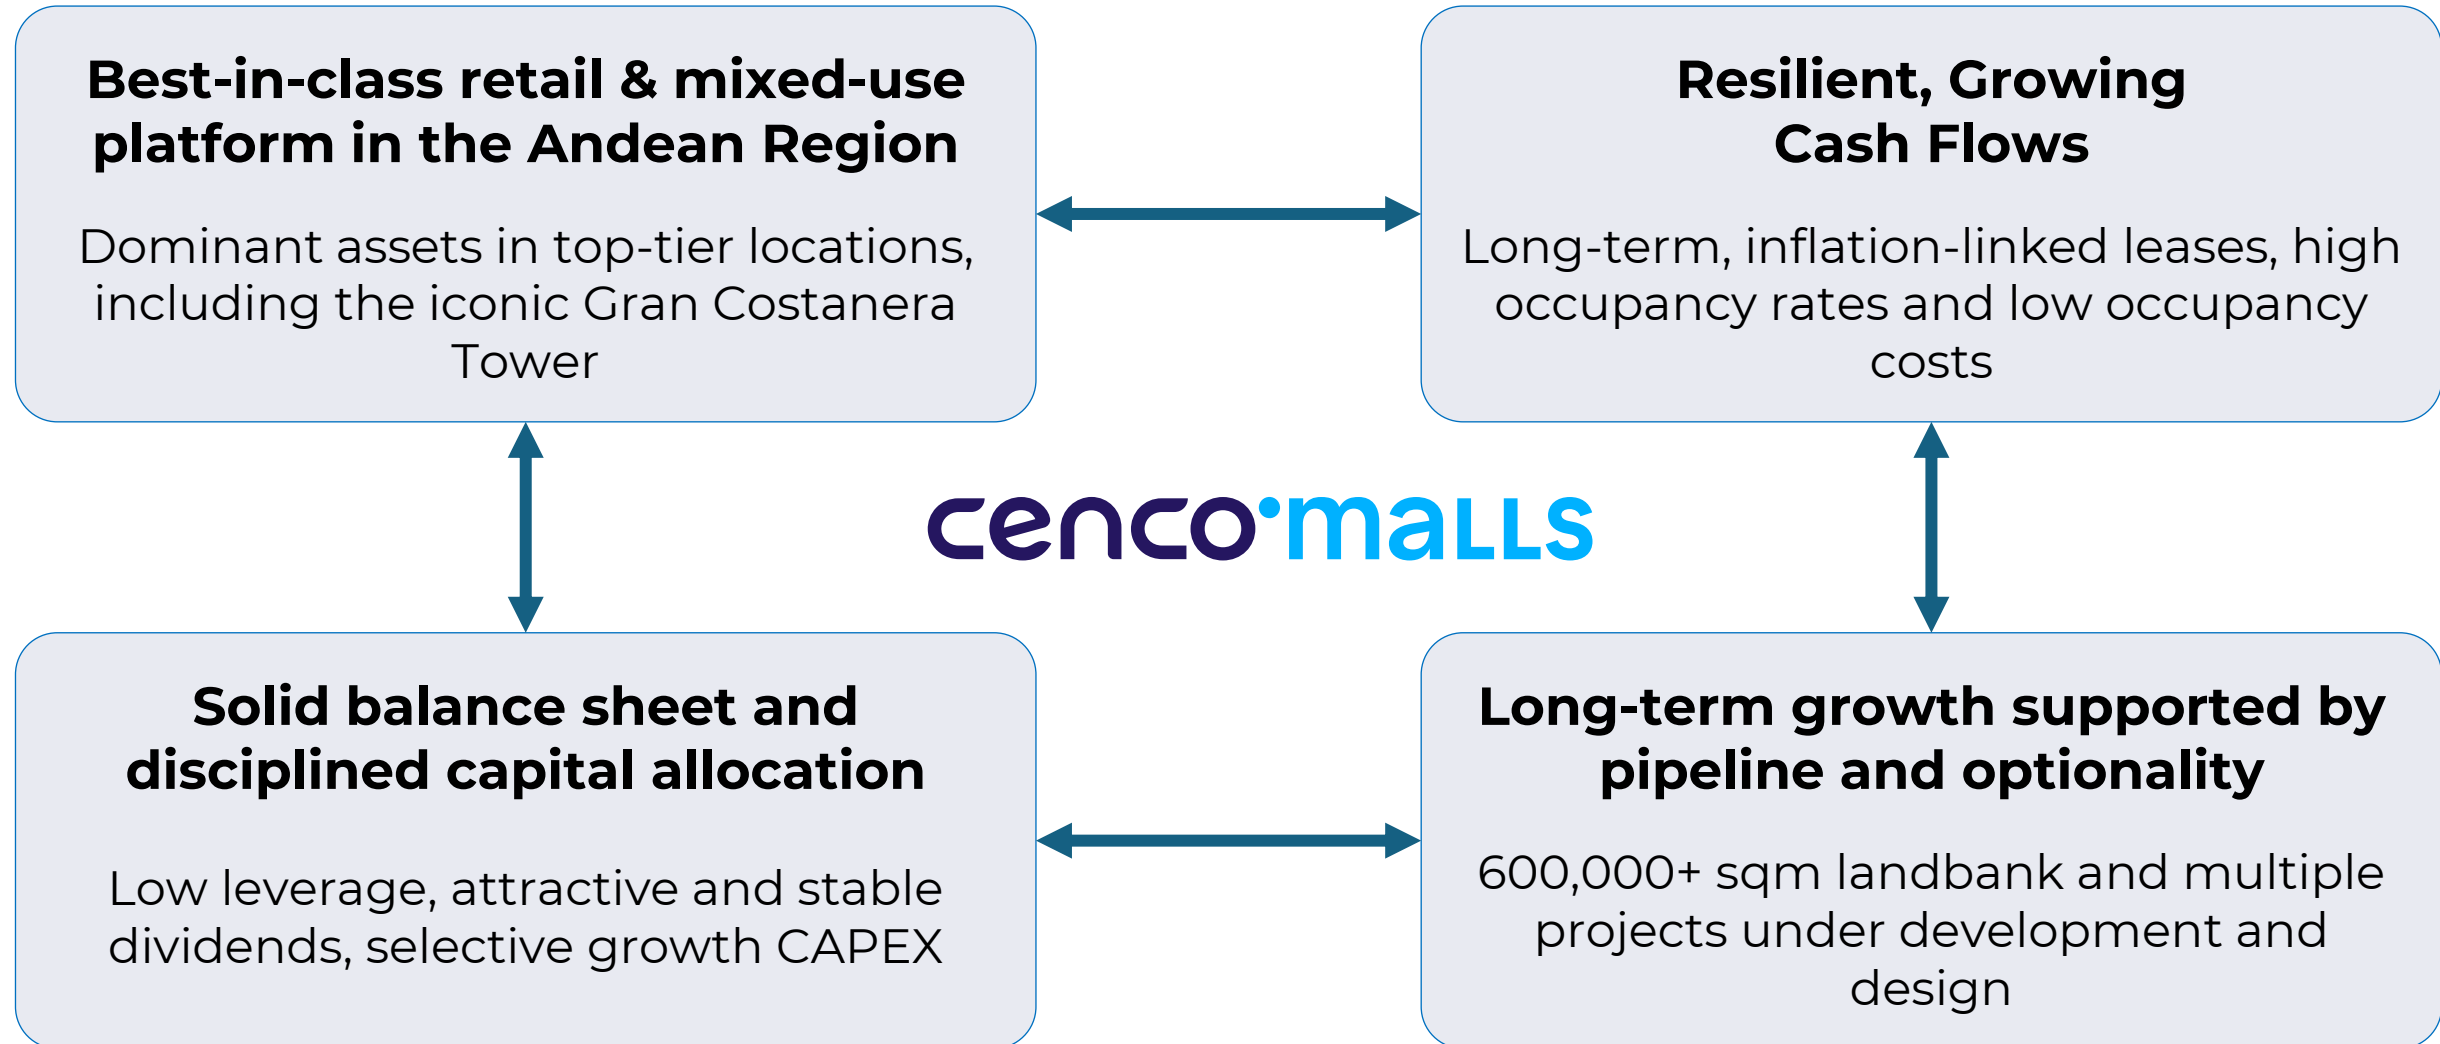 Best-in-class retail & mixed-use
platform in the Andean Region
Dominant assets in top-tier locations,
including the iconic Gran Costanera
Tower
Resilient, Growing
Cash Flows
Long-term, inflation-linked leases, high
occupancy rates and low occupancy
costs
cenco·malls
Solid balance sheet and
disciplined capital allocation
Low leverage, attractive and stable
dividends, selective growth CAPEX
Long-term growth supported by
pipeline and optionality
600,000+ sqm landbank and multiple
projects under development and
design